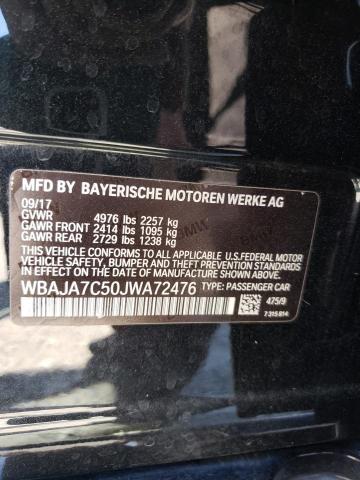 MFD BY BAYERISCHE MOTOREN WERKE AG
09/17
GVWR 4976 lbs 2257 kg
GAWR FRONT 2414 lbs 1095 kg
GAWR REAR 2729 lbs 1238 kg
THIS VEHICLE CONFORMS TO ALL APPLICABLE FEDERAL MOTOR
VEHICLE SAFETY, BUMPER, AND THEFT PREVENTION STANDARDS
IN EFFECT ON THE DATE OF MANUFACTURE SHOWN ABOVE.
WBAJA7C50JWA72476 TYPE: PASSENGER CAR
475/9
7 315 814